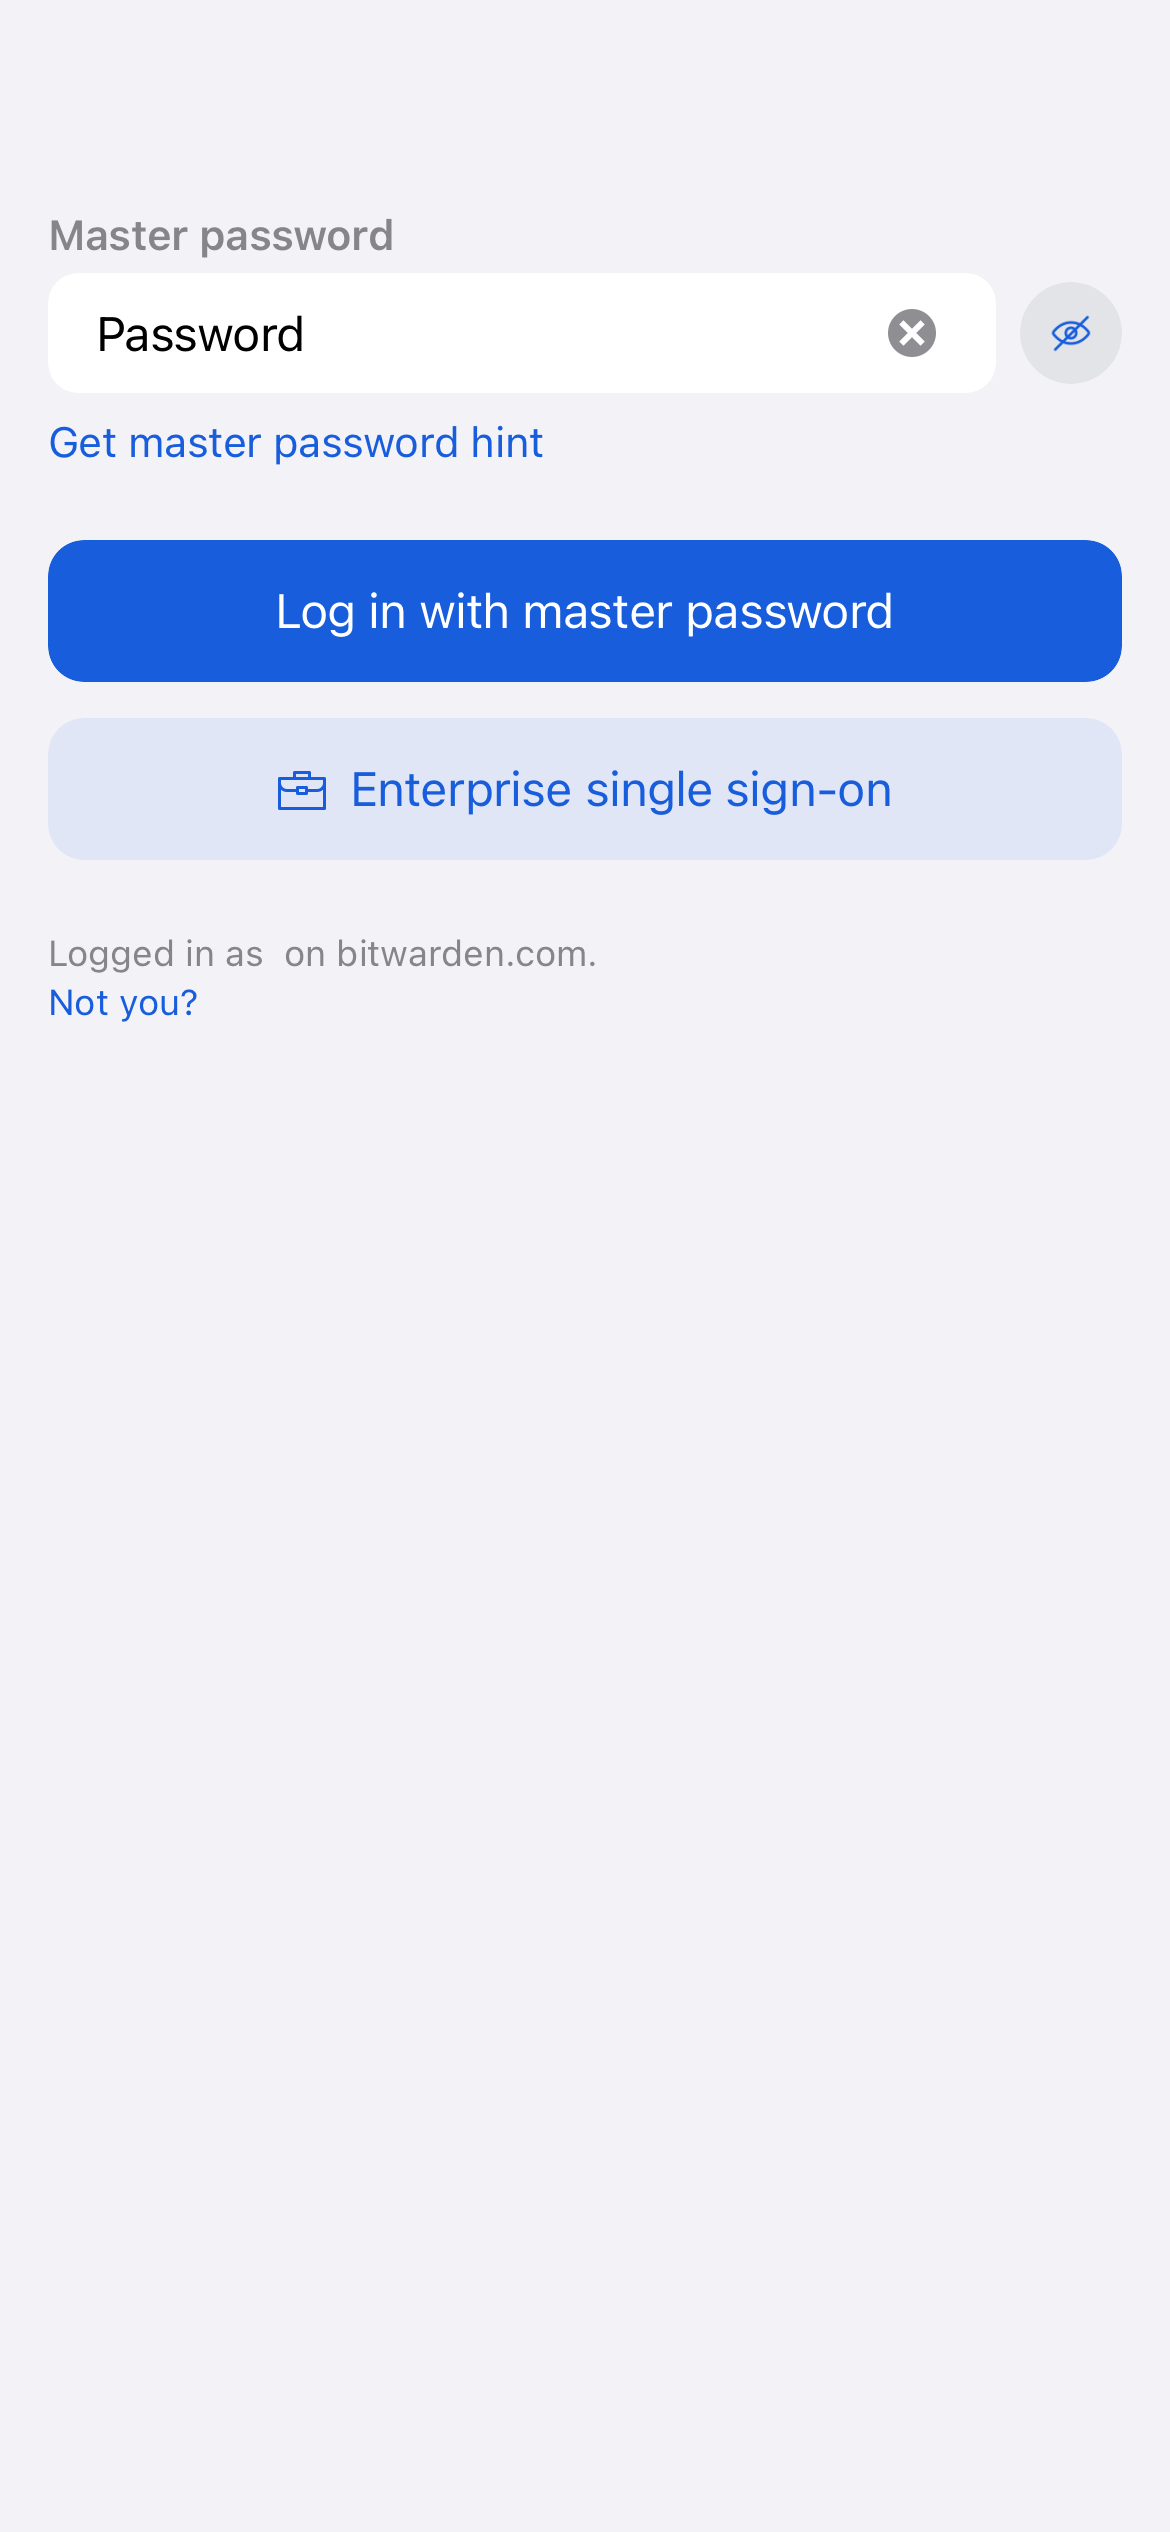 Master password
Password
Get master password hint
Log in with master password
Enterprise single sign-on
Logged in as  on bitwarden.com.
Not you?